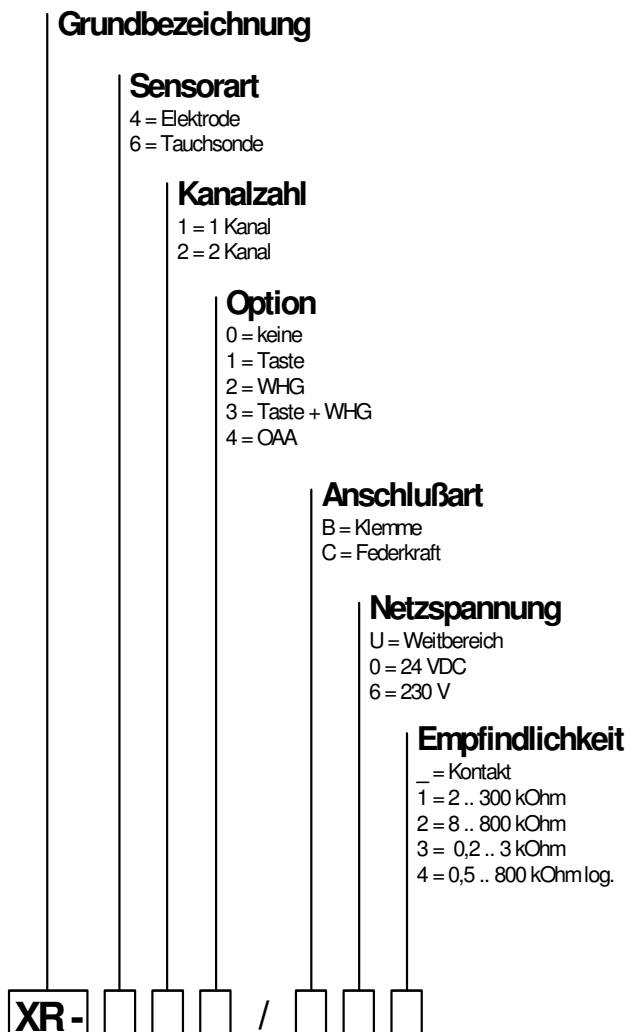 Grundbezeichnung
Sensorart
4 = Elektrode
6 = Tauchsonde
Kanalzahl
1 = 1 Kanal
2 = 2 Kanal
Option
0 = keine
1 = Taste
2 = WHG
3 = Taste + WHG
4 = OAA
Anschlußart
B = Klemme
C = Federkraft
Netzspannung
U = Weitbereich
0 = 24 VDC
6 = 230 V
Empfindlichkeit
_ = Kontakt
1 = 2 .. 300 kOhm
2 = 8 .. 800 kOhm
3 = 0,2 .. 3 kOhm
4 = 0,5 .. 800 kOhm log.
XR - /